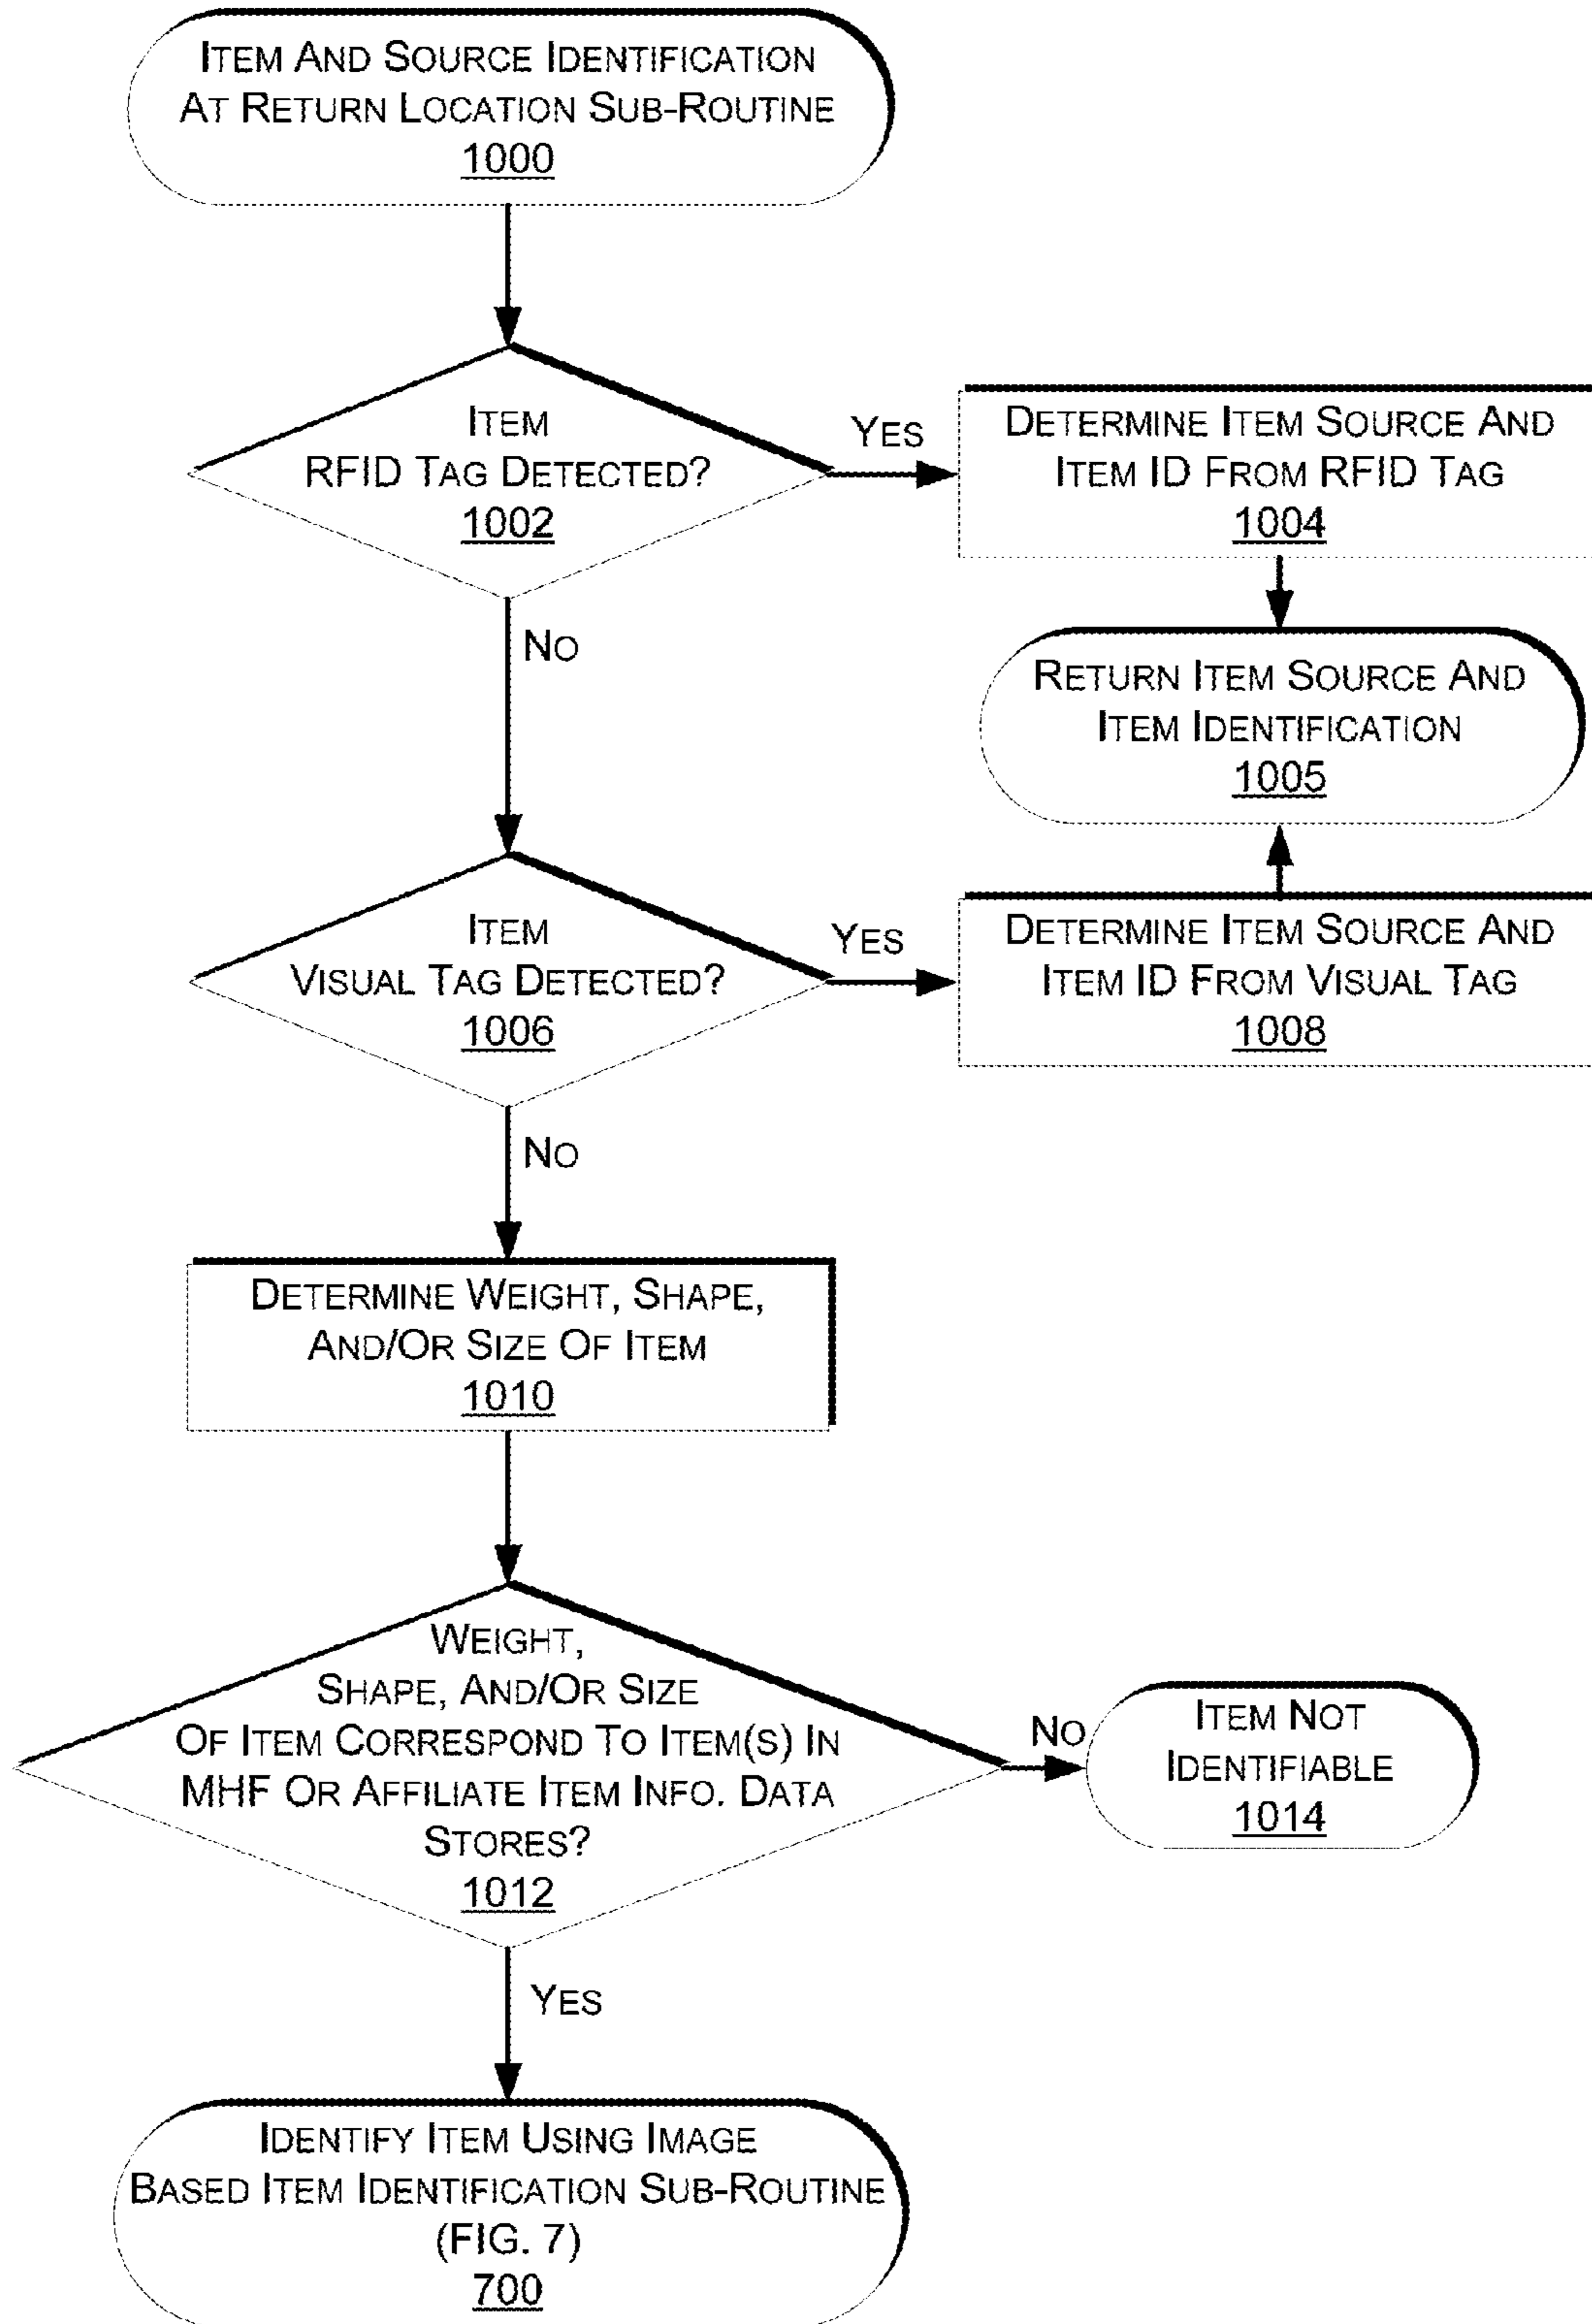 ITEM AND SOURCE IDENTIFICATION
AT RETURN LOCATION SUB-ROUTINE
1000
ITEM
RFID TAG DETECTED?
1002
YES
DETERMINE ITEM SOURCE AND
ITEM ID FROM RFID TAG
1004
NO
RETURN ITEM SOURCE AND
ITEM IDENTIFICATION
1005
ITEM
VISUAL TAG DETECTED?
1006
YES
DETERMINE ITEM SOURCE AND
ITEM ID FROM VISUAL TAG
1008
NO
DETERMINE WEIGHT, SHAPE,
AND/OR SIZE OF ITEM
1010
WEIGHT,
SHAPE, AND/OR SIZE
OF ITEM CORRESPOND TO ITEM(S) IN
MHF OR AFFILIATE ITEM INFO. DATA
STORES?
1012
NO
ITEM NOT
IDENTIFIABLE
1014
YES
IDENTIFY ITEM USING IMAGE
BASED ITEM IDENTIFICATION SUB-ROUTINE
(FIG. 7)
700